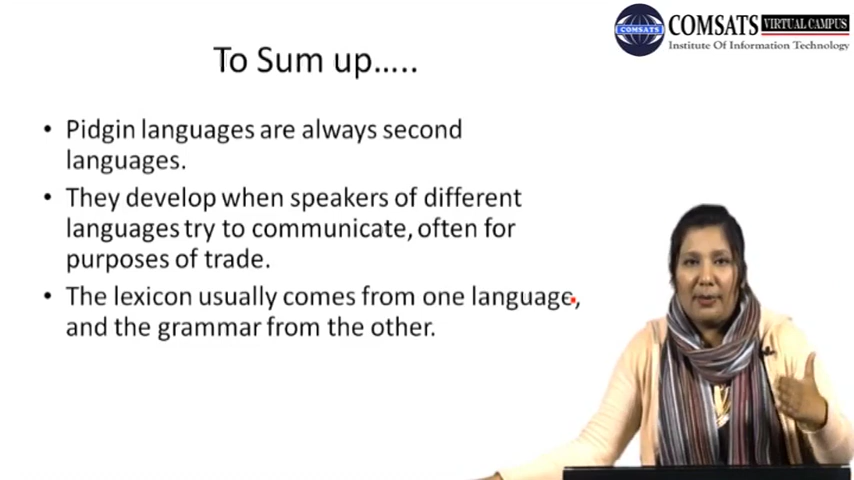 COMSATS
COMSATS VIRTUAL CAMPUS
Institute Of Information Technology
To Sum up…..
• Pidgin languages are always second
languages.
• They develop when speakers of different
languages try to communicate, often for
purposes of trade.
• The lexicon usually comes from one language,
and the grammar from the other.